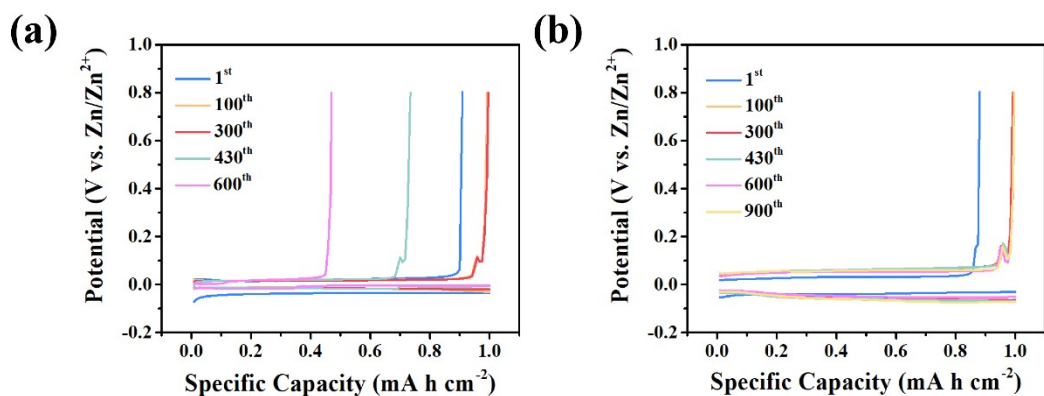 (a)
1.0
0.8
0.6
0.4
0.2
0.0
-0.2
Potential (V vs. Zn/Zn²⁺)
1ˢᵗ
100ᵗʰ
300ᵗʰ
430ᵗʰ
600ᵗʰ
0.0 0.2 0.4 0.6 0.8 1.0
Specific Capacity (mA h cm⁻²)
(b)
1.0
0.8
0.6
0.4
0.2
0.0
-0.2
Potential (V vs. Zn/Zn²⁺)
1ˢᵗ
100ᵗʰ
300ᵗʰ
430ᵗʰ
600ᵗʰ
900ᵗʰ
0.0 0.2 0.4 0.6 0.8 1.0
Specific Capacity (mA h cm⁻²)